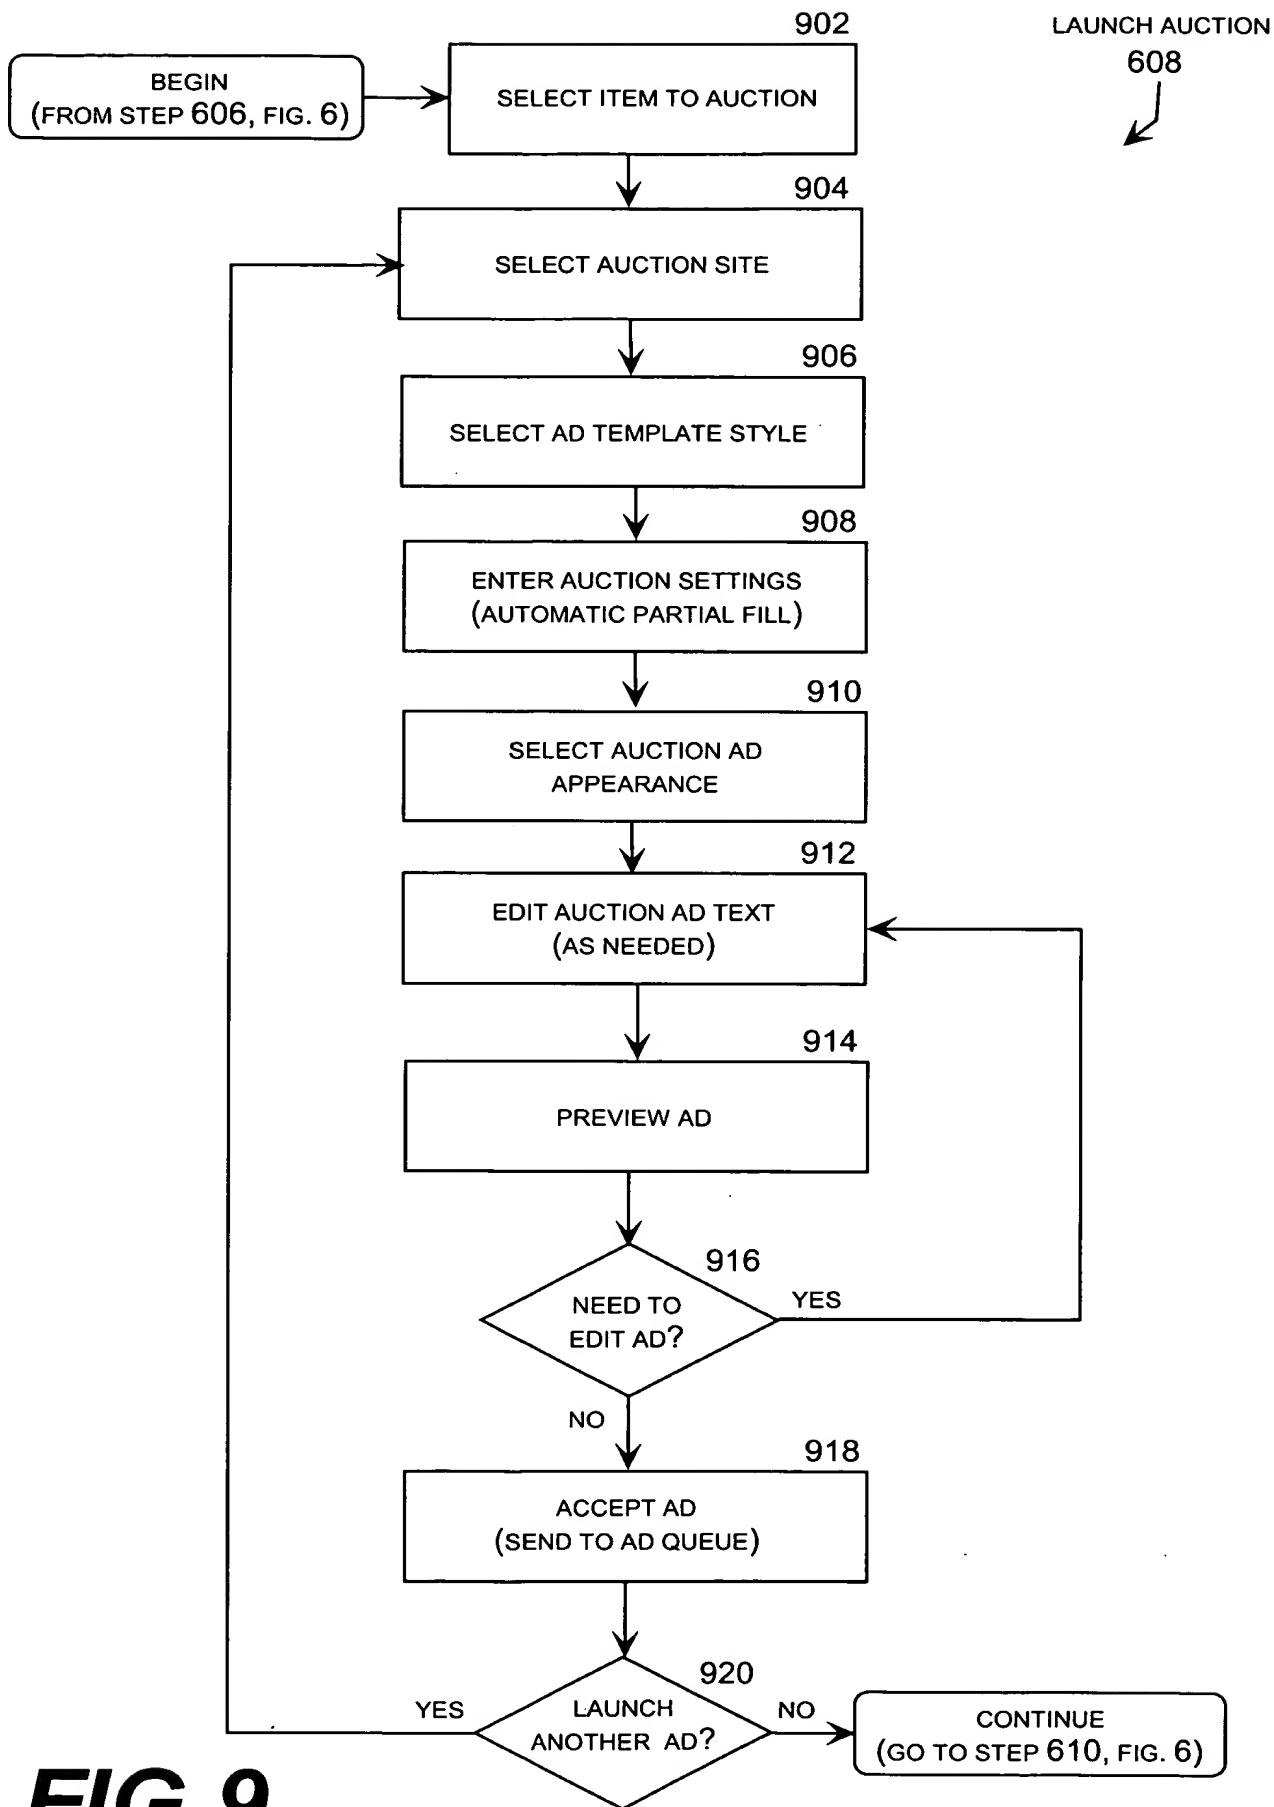 LAUNCH AUCTION
608
BEGIN
(FROM STEP 606, FIG. 6)
902
SELECT ITEM TO AUCTION
904
SELECT AUCTION SITE
906
SELECT AD TEMPLATE STYLE
908
ENTER AUCTION SETTINGS
(AUTOMATIC PARTIAL FILL)
910
SELECT AUCTION AD
APPEARANCE
912
EDIT AUCTION AD TEXT
(AS NEEDED)
914
PREVIEW AD
916
NEED TO
EDIT AD?
YES
NO
918
ACCEPT AD
(SEND TO AD QUEUE)
920
LAUNCH
ANOTHER AD?
YES
NO
CONTINUE
(GO TO STEP 610, FIG. 6)
FIG. 9